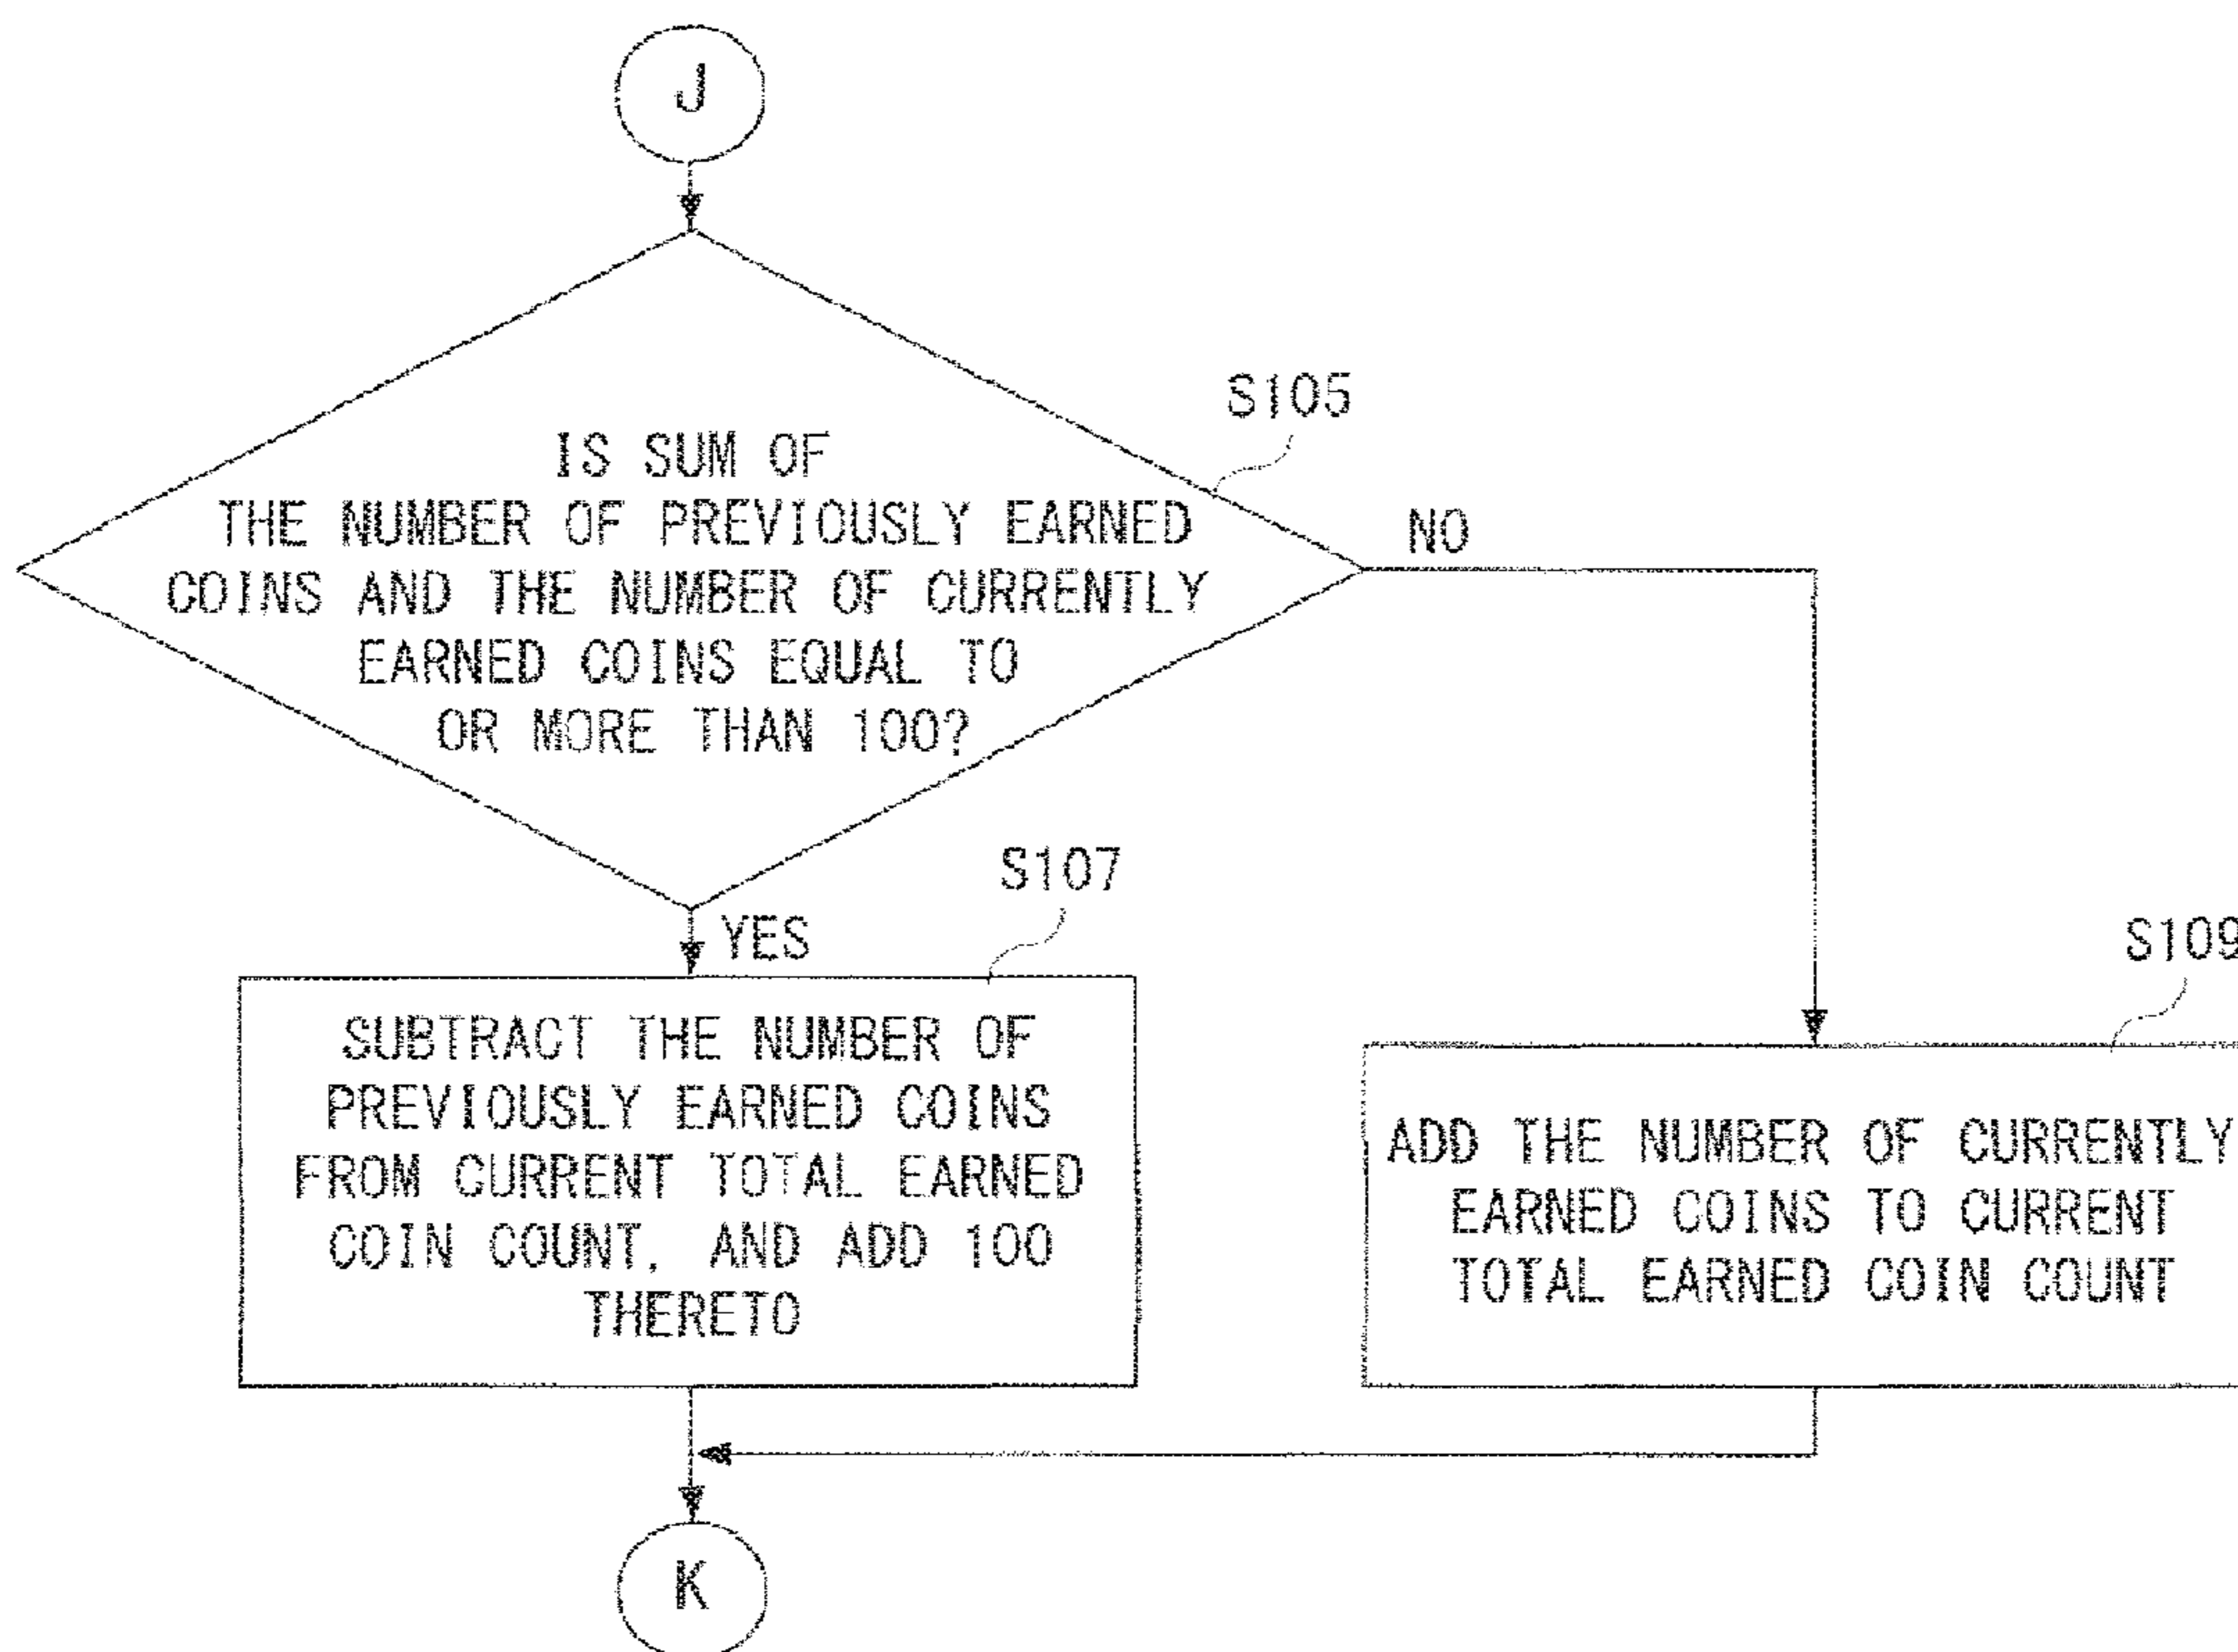 J
S105
IS SUM OF
THE NUMBER OF PREVIOUSLY EARNED
COINS AND THE NUMBER OF CURRENTLY
EARNED COINS EQUAL TO
OR MORE THAN 100?
NO
YES
S107
SUBTRACT THE NUMBER OF
PREVIOUSLY EARNED COINS
FROM CURRENT TOTAL EARNED
COIN COUNT, AND ADD 100
THERETO
S109
ADD THE NUMBER OF CURRENTLY
EARNED COINS TO CURRENT
TOTAL EARNED COIN COUNT
K